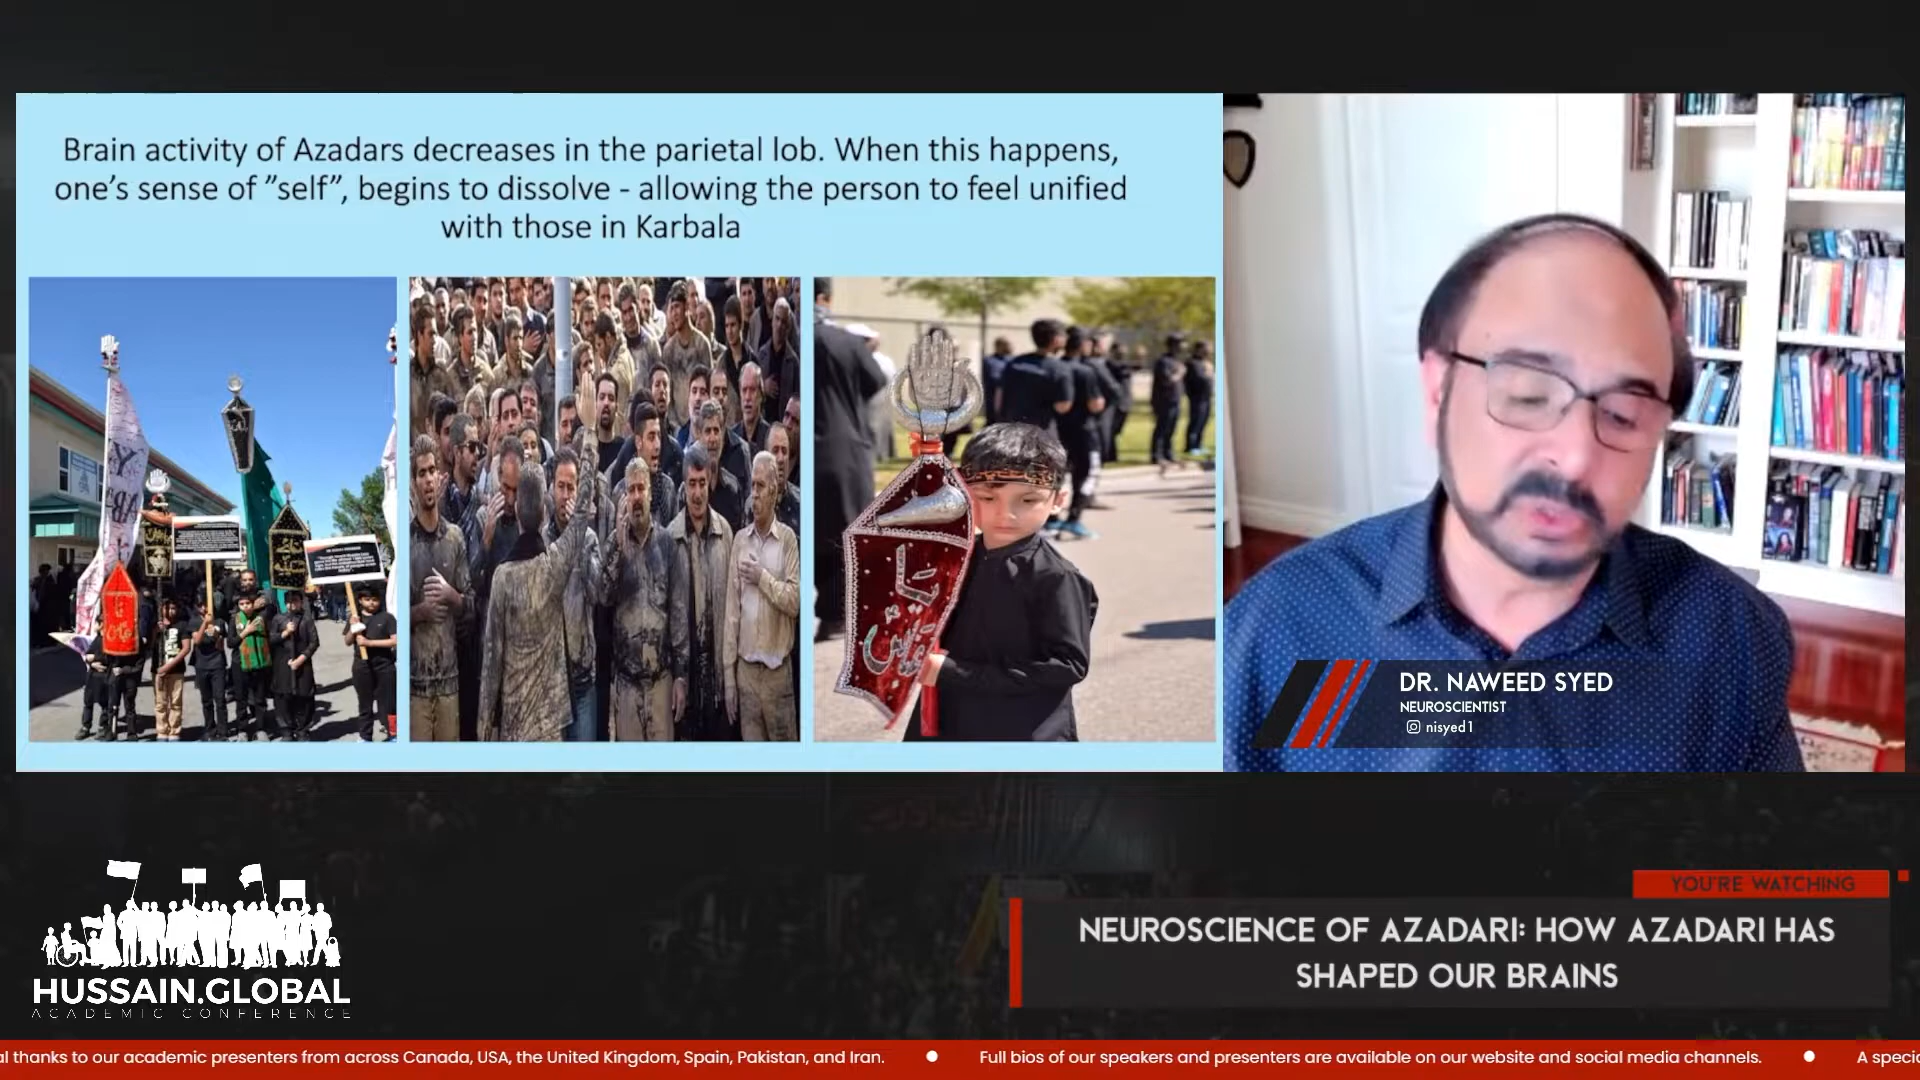 Brain activity of Azadars decreases in the parietal lob. When this happens,
one's sense of ”self”, begins to dissolve - allowing the person to feel unified
with those in Karbala
DR. NAWEED SYED
NEUROSCIENTIST
nisyed1
YOU'RE WATCHING
NEUROSCIENCE OF AZADARI: HOW AZADARI HAS
SHAPED OUR BRAINS
HUSSAIN.GLOBAL
ACADEMIC CONFERENCE
al thanks to our academic presenters from across Canada, USA, the United Kingdom, Spain, Pakistan, and Iran. • Full bios of our speakers and presenters are available on our website and social media channels. • A specia